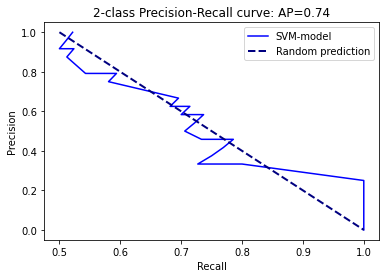 2-class Precision-Recall curve: AP=0.74
SVM-model
Random prediction
Precision
1.0
0.8
0.6
0.4
0.2
0.0
0.5 0.6 0.7 0.8 0.9 1.0
Recall